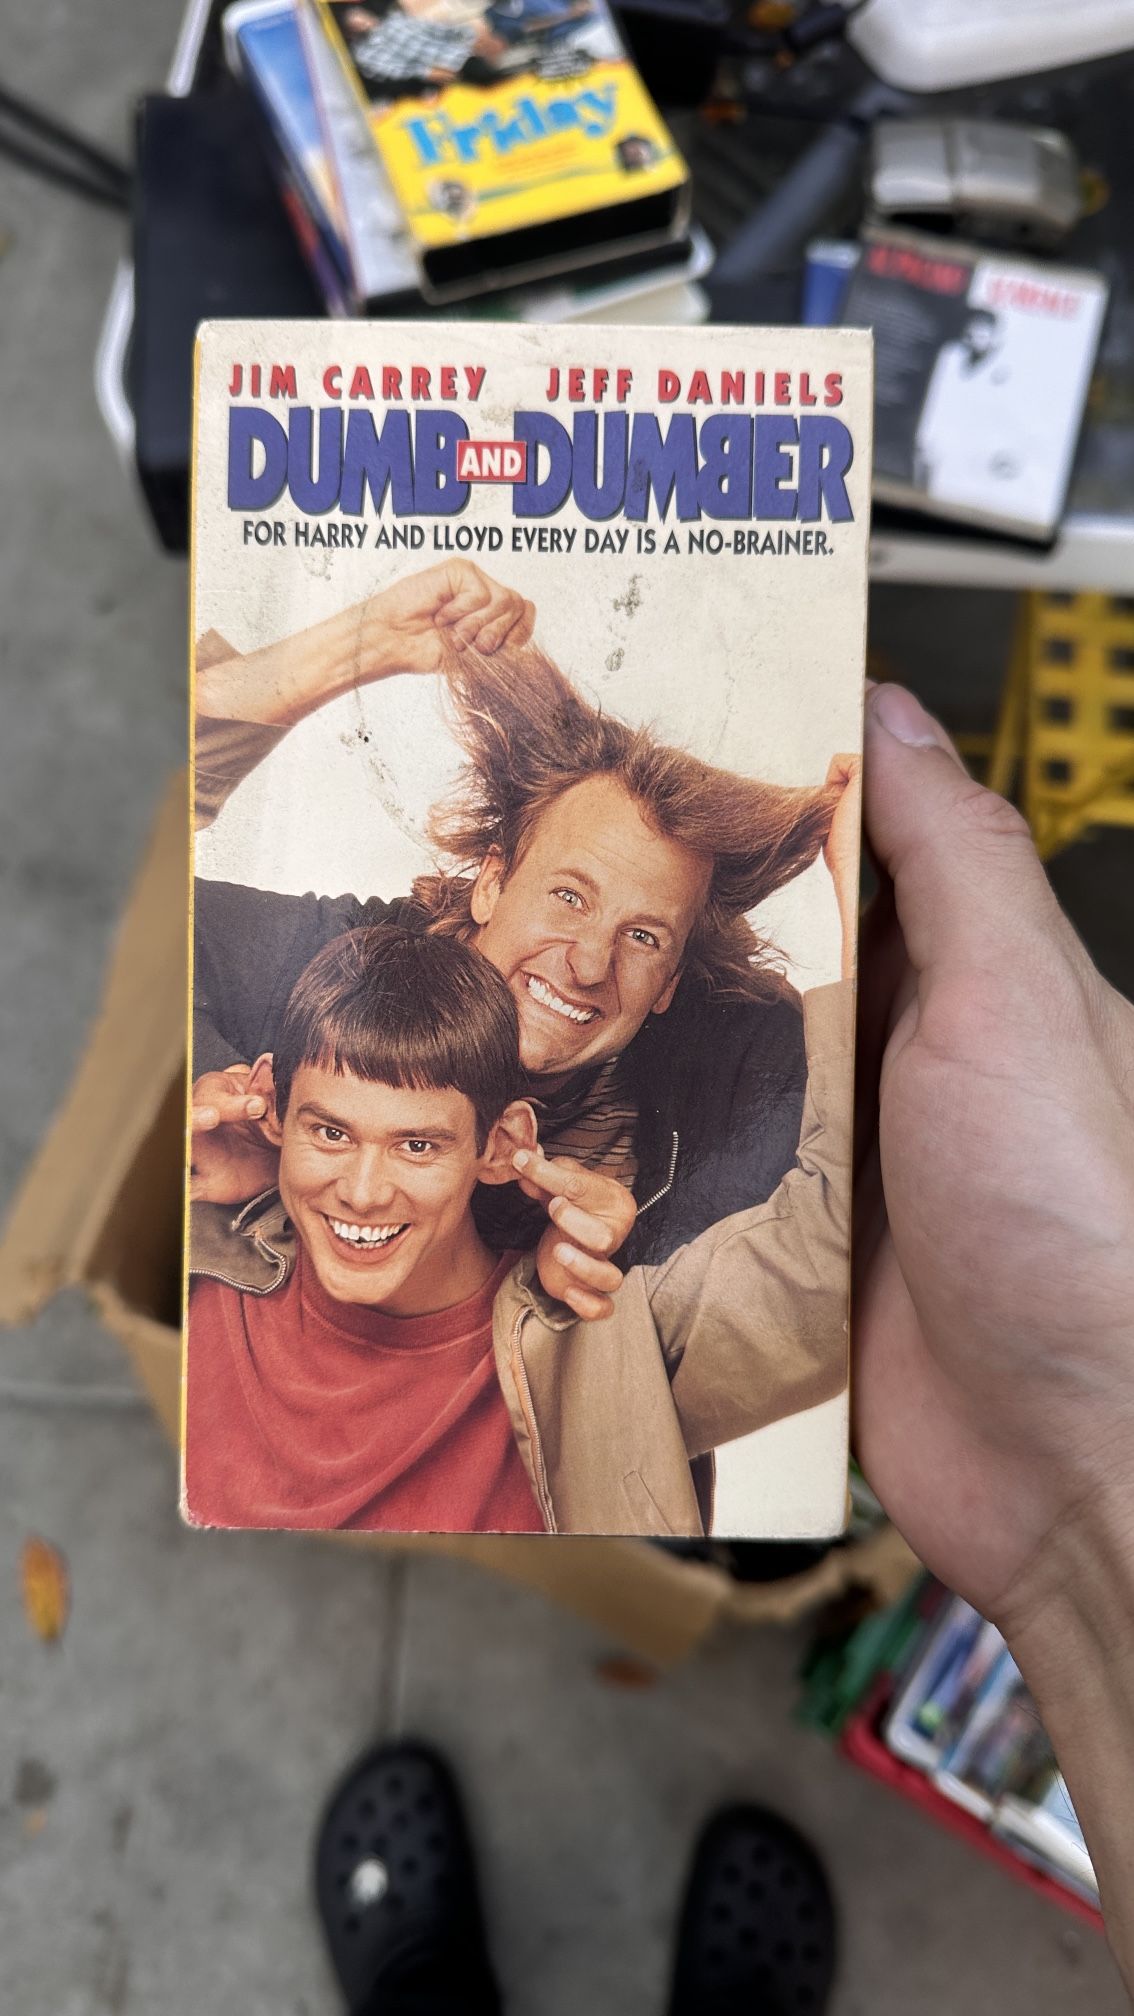 Friday
JIM CARREY JEFF DANIELS
DUMB AND DUMBER
FOR HARRY AND LLOYD EVERY DAY IS A NO-BRAINER.